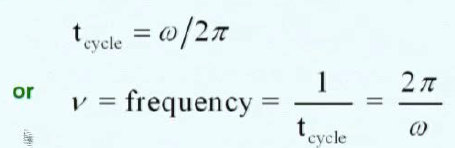 t_cycle = ω/2π
or ν = frequency = 1/t_cycle = 2π/ω